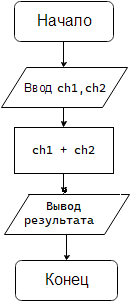 Начало
Ввод ch1,ch2
ch1 + ch2
Вывод
результата
Конец